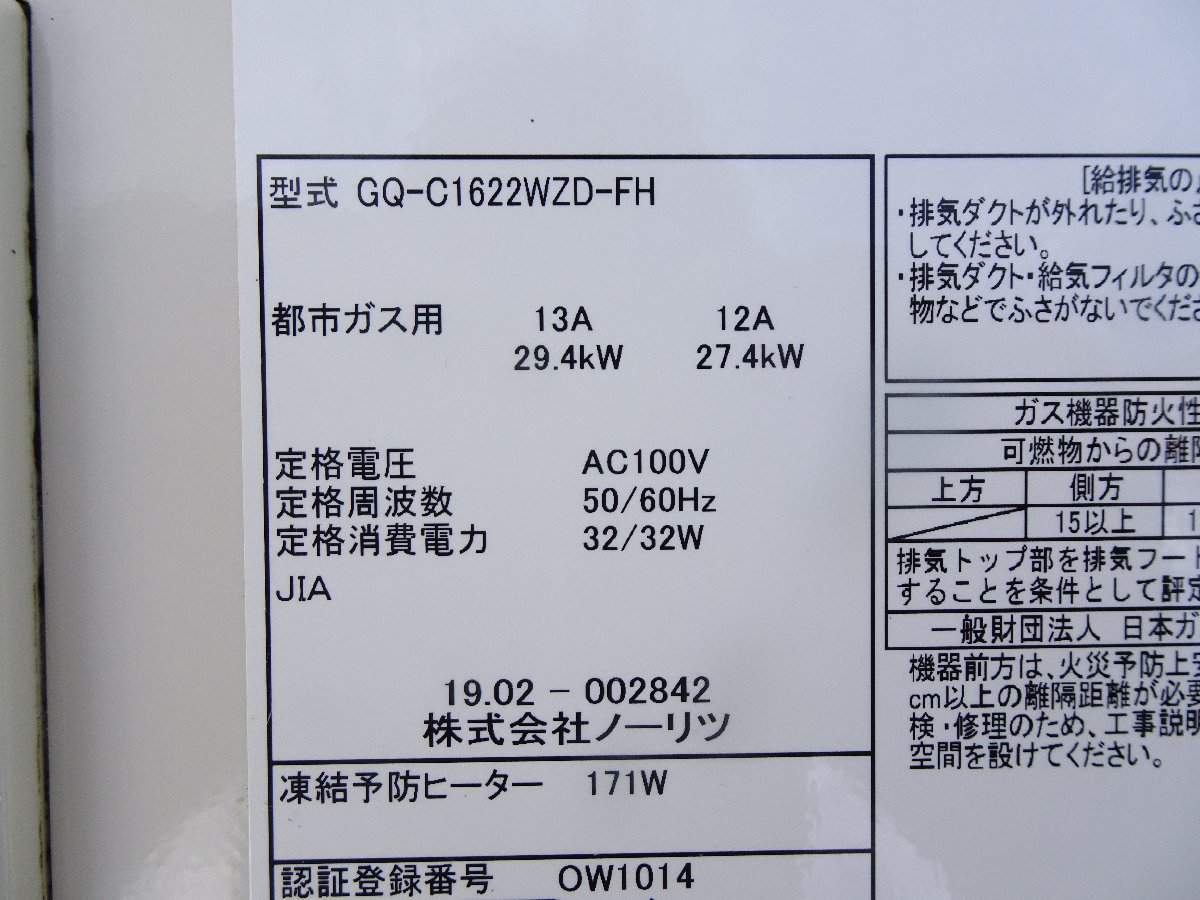 型式 GQ-C1622WZD-FH
都市ガス用 13A 12A
29.4kW 27.4kW
定格電圧 AC100V
定格周波数 50/60Hz
定格消費電力 32/32W
JIA
19.02 - 002842
株式会社ノーリツ
凍結予防ヒーター 171W
認証登録番号 OW1014
[給排気の
・排気ダクトが外れたり、ふさ
してください。
・排気ダクト・給気フィルタの
物などでふさがないでくださ
ガス機器防火性
可燃物からの離隔
上方 側方
15以上 1
排気トップ部を排気フード
することを条件として評定
一般財団法人 日本ガ
機器前方は、火災予防上安
cm以上の離隔距離が必要
検・修理のため、工事説明
空間を設けてください。